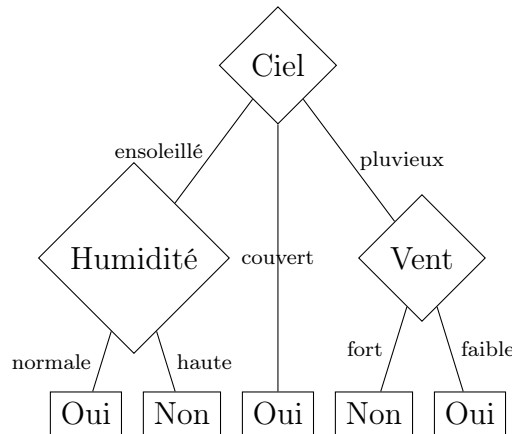 Ciel
ensoleillé
pluvieux
Humidité
couvert
Vent
normale
haute
fort
faible
Oui
Non
Oui
Non
Oui